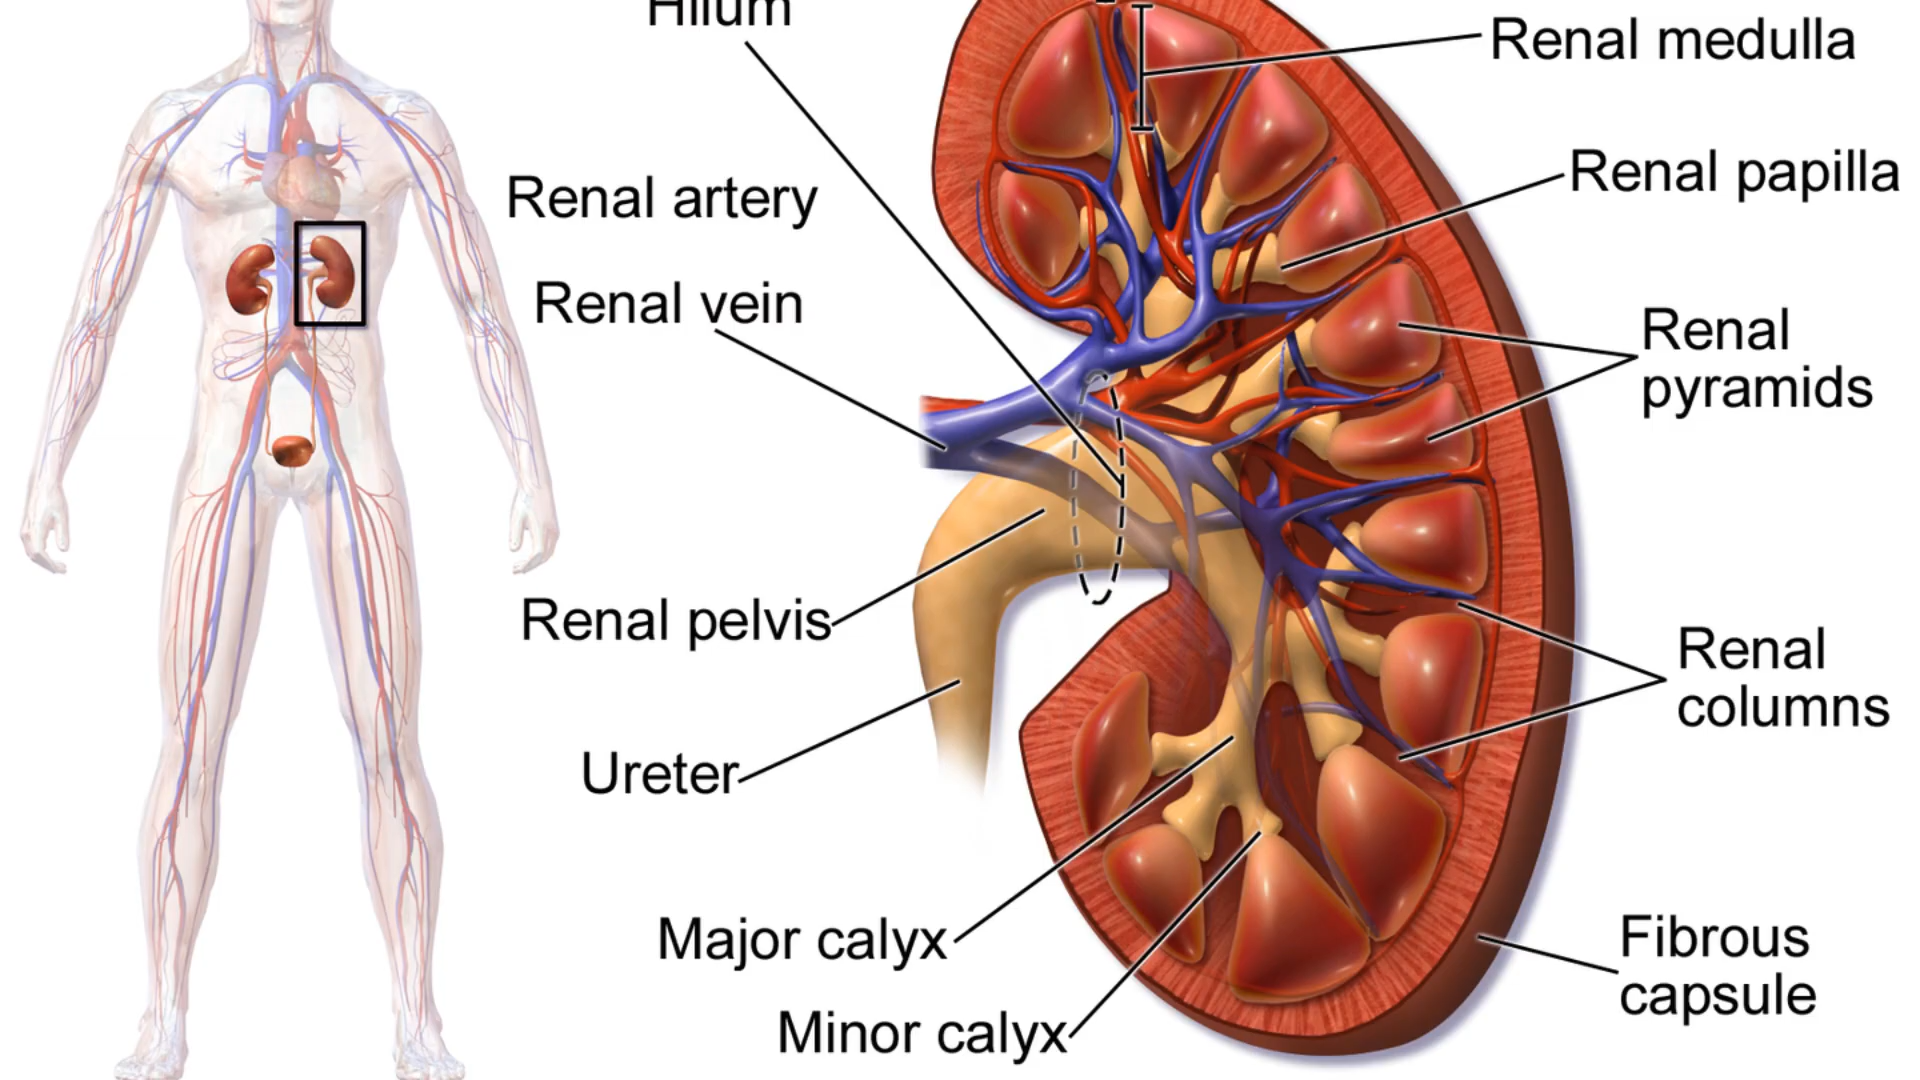 Hilum
Renal medulla
Renal papilla
Renal artery
Renal vein
Renal
pyramids
Renal pelvis
Renal
columns
Ureter
Major calyx
Fibrous
capsule
Minor calyx